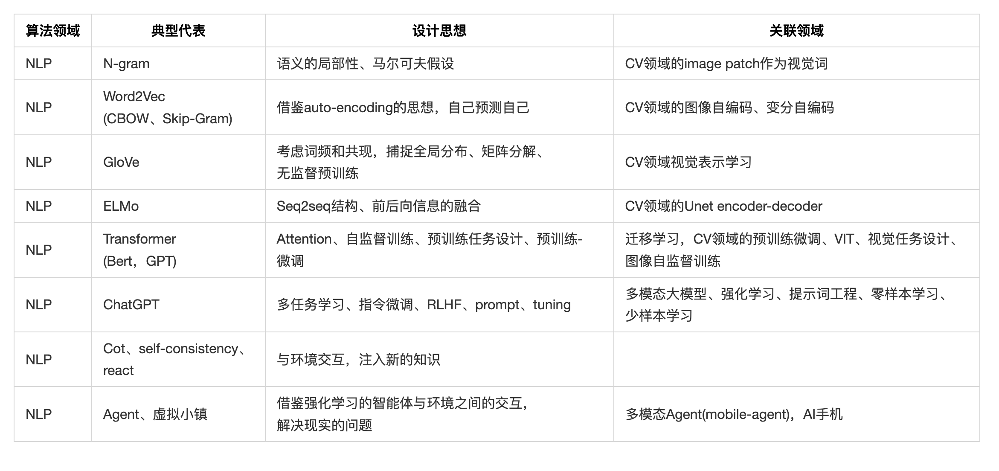 算法领域 典型代表 设计思想 关联领域
NLP N-gram 语义的局部性、马尔可夫假设 CV领域的image patch作为视觉词
NLP Word2Vec
(CBOW、Skip-Gram) 借鉴auto-encoding的思想，自己预测自己 CV领域的图像自编码、变分自编码
NLP GloVe 考虑词频和共现，捕捉全局分布、矩阵分解、
无监督预训练 CV领域视觉表示学习
NLP ELMo Seq2seq结构、前后向信息的融合 CV领域的Unet encoder-decoder
NLP Transformer
(Bert，GPT) Attention、自监督训练、预训练任务设计、预训练-
微调 迁移学习，CV领域的预训练微调、VIT、视觉任务设计、
图像自监督训练
NLP ChatGPT 多任务学习、指令微调、RLHF、prompt、tuning 多模态大模型、强化学习、提示词工程、零样本学习、
少样本学习
NLP Cot、self-consistency、
react 与环境交互，注入新的知识
NLP Agent、虚拟小镇 借鉴强化学习的智能体与环境之间的交互，
解决现实的问题 多模态Agent(mobile-agent)，AI手机